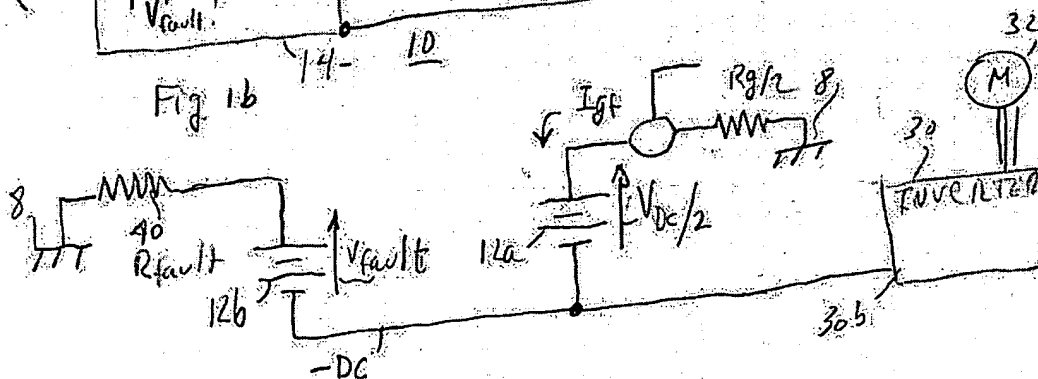 Vfault.
14
10
Fig 1b
32
M
Igf
Rg/2
8
30
INVERTER
8
40
Rfault
Vfault
12b
VDC/2
12a
30b
-DC